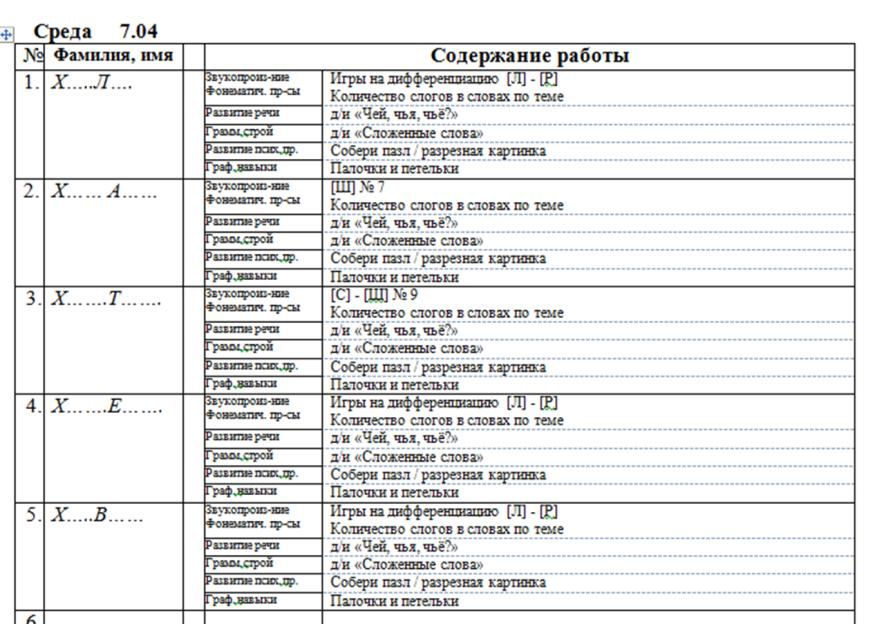 Среда 7.04
№ Фамилия, имя Содержание работы
1. Х.....Л.... Звукопроиз-ние Игры на дифференциацию [Л] - [Р]
Фонематич. пр-сы Количество слогов в словах по теме
Развитие речи д/и «Чей, чья, чьё?»
Грамм,строй д/и «Сложенные слова»
Развитие псих,пр. Собери пазл / разрезная картинка
Граф,навыки Палочки и петельки
2. Х...... А...... Звукопроиз-ние [Ш] № 7
Фонематич. пр-сы Количество слогов в словах по теме
Развитие речи д/и «Чей, чья, чьё?»
Грамм,строй д/и «Сложенные слова»
Развитие псих,пр. Собери пазл / разрезная картинка
Граф,навыки Палочки и петельки
3. Х.......Т....... Звукопроиз-ние [С] - [Щ] № 9
Фонематич. пр-сы Количество слогов в словах по теме
Развитие речи д/и «Чей, чья, чьё?»
Грамм,строй д/и «Сложенные слова»
Развитие псих,пр. Собери пазл / разрезная картинка
Граф,навыки Палочки и петельки
4. Х.......Е....... Звукопроиз-ние Игры на дифференциацию [Л] - [Р]
Фонематич. пр-сы Количество слогов в словах по теме
Развитие речи д/и «Чей, чья, чьё?»
Грамм,строй д/и «Сложенные слова»
Развитие псих,пр. Собери пазл / разрезная картинка
Граф,навыки Палочки и петельки
5. Х.....В...... Звукопроиз-ние Игры на дифференциацию [Л] - [Р]
Фонематич. пр-сы Количество слогов в словах по теме
Развитие речи д/и «Чей, чья, чьё?»
Грамм,строй д/и «Сложенные слова»
Развитие псих,пр. Собери пазл / разрезная картинка
Граф,навыки Палочки и петельки
6.